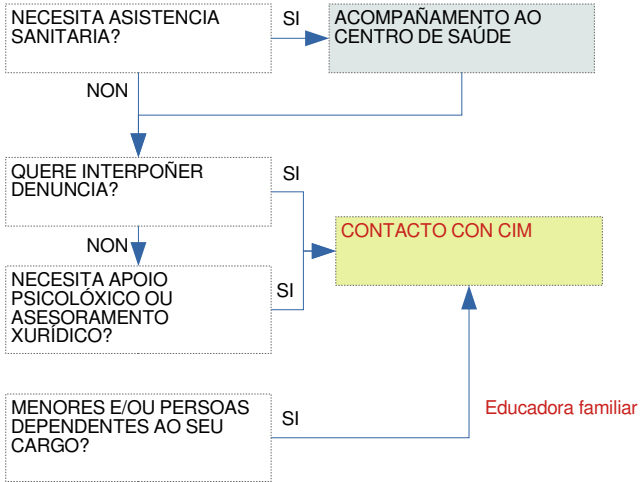 NECESITA ASISTENCIA
SANITARIA?
SI
ACOMPAÑAMENTO AO
CENTRO DE SAÚDE
NON
QUERE INTERPOÑER
DENUNCIA?
SI
CONTACTO CON CIM
NON
NECESITA APOIO
PSICOLÓXICO OU
ASESORAMENTO
XURÍDICO?
SI
MENORES E/OU PERSOAS
DEPENDENTES AO SEU
CARGO?
SI
Educadora familiar